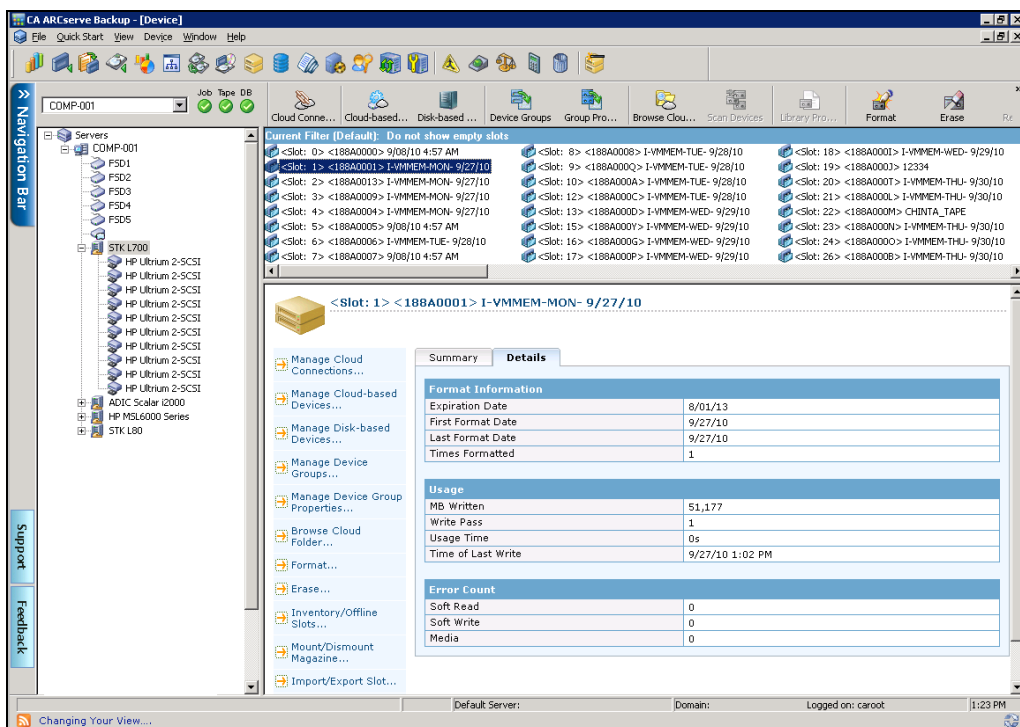 CA ARCserve Backup - [Device]
File Quick Start View Device Window Help
COMP-001
Job Tape DB
Cloud Conne... Cloud-based... Disk-based ... Device Groups Group Pro... Browse Clou... Scan Devices Library Pro... Format Erase Re
» Navigation Bar
Support
Feedback
Servers
COMP-001
FSD1
FSD2
FSD3
FSD4
FSD5
STK L700
HP Ultrium 2-SCSI
HP Ultrium 2-SCSI
HP Ultrium 2-SCSI
HP Ultrium 2-SCSI
HP Ultrium 2-SCSI
HP Ultrium 2-SCSI
HP Ultrium 2-SCSI
HP Ultrium 2-SCSI
HP Ultrium 2-SCSI
HP Ultrium 2-SCSI
ADIC Scalar i2000
HP MSL6000 Series
STK L80
Current Filter (Default): Do not show empty slots
<Slot: 0> <188A0000> 9/08/10 4:57 AM
<Slot: 1> <188A0001> I-VMMEM-MON- 9/27/10
<Slot: 2> <188A0013> I-VMMEM-MON- 9/27/10
<Slot: 3> <188A0009> I-VMMEM-MON- 9/27/10
<Slot: 4> <188A0004> I-VMMEM-MON- 9/27/10
<Slot: 5> <188A0005> 9/08/10 4:57 AM
<Slot: 6> <188A0006> I-VMMEM-TUE- 9/28/10
<Slot: 7> <188A0007> 9/08/10 4:57 AM
<Slot: 8> <188A0008> I-VMMEM-TUE- 9/28/10
<Slot: 9> <188A000Q> I-VMMEM-TUE- 9/28/10
<Slot: 10> <188A000A> I-VMMEM-TUE- 9/28/10
<Slot: 12> <188A000C> I-VMMEM-TUE- 9/28/10
<Slot: 13> <188A000D> I-VMMEM-WED- 9/29/10
<Slot: 15> <188A000Y> I-VMMEM-WED- 9/29/10
<Slot: 16> <188A000G> I-VMMEM-WED- 9/29/10
<Slot: 17> <188A000P> I-VMMEM-WED- 9/29/10
<Slot: 18> <188A000I> I-VMMEM-WED- 9/29/10
<Slot: 19> <188A000J> 12334
<Slot: 20> <188A000T> I-VMMEM-THU- 9/30/10
<Slot: 21> <188A000L> I-VMMEM-THU- 9/30/10
<Slot: 22> <188A000M> CHINTA_TAPE
<Slot: 23> <188A000N> I-VMMEM-THU- 9/30/10
<Slot: 24> <188A000O> I-VMMEM-THU- 9/30/10
<Slot: 26> <188A000B> I-VMMEM-THU- 9/30/10
<Slot: 1> <188A0001> I-VMMEM-MON- 9/27/10
Manage Cloud
Connections...
Manage Cloud-based
Devices...
Manage Disk-based
Devices...
Manage Device
Groups...
Manage Device Group
Properties...
Browse Cloud
Folder...
Format...
Erase...
Inventory/Offline
Slots...
Mount/Dismount
Magazine...
Import/Export Slot...
Summary Details
Format Information
Expiration Date 8/01/13
First Format Date 9/27/10
Last Format Date 9/27/10
Times Formatted 1
Usage
MB Written 51,177
Write Pass 1
Usage Time 0s
Time of Last Write 9/27/10 1:02 PM
Error Count
Soft Read 0
Soft Write 0
Media 0
Default Server: Domain: Logged on: caroot 1:23 PM
Changing Your View....